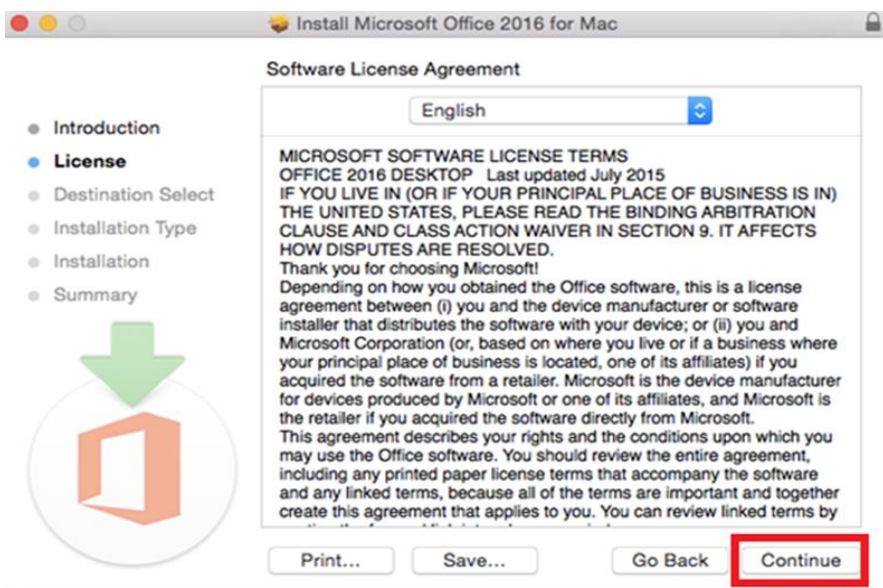 Install Microsoft Office 2016 for Mac
Software License Agreement
Introduction
License
Destination Select
Installation Type
Installation
Summary
English
MICROSOFT SOFTWARE LICENSE TERMS
OFFICE 2016 DESKTOP Last updated July 2015
IF YOU LIVE IN (OR IF YOUR PRINCIPAL PLACE OF BUSINESS IS IN)
THE UNITED STATES, PLEASE READ THE BINDING ARBITRATION
CLAUSE AND CLASS ACTION WAIVER IN SECTION 9. IT AFFECTS
HOW DISPUTES ARE RESOLVED.
Thank you for choosing Microsoft!
Depending on how you obtained the Office software, this is a license
agreement between (i) you and the device manufacturer or software
installer that distributes the software with your device; or (ii) you and
Microsoft Corporation (or, based on where you live or if a business where
your principal place of business is located, one of its affiliates) if you
acquired the software from a retailer. Microsoft is the device manufacturer
for devices produced by Microsoft or one of its affiliates, and Microsoft is
the retailer if you acquired the software directly from Microsoft.
This agreement describes your rights and the conditions upon which you
may use the Office software. You should review the entire agreement,
including any printed paper license terms that accompany the software
and any linked terms, because all of the terms are important and together
create this agreement that applies to you. You can review linked terms by
Print...
Save...
Go Back
Continue